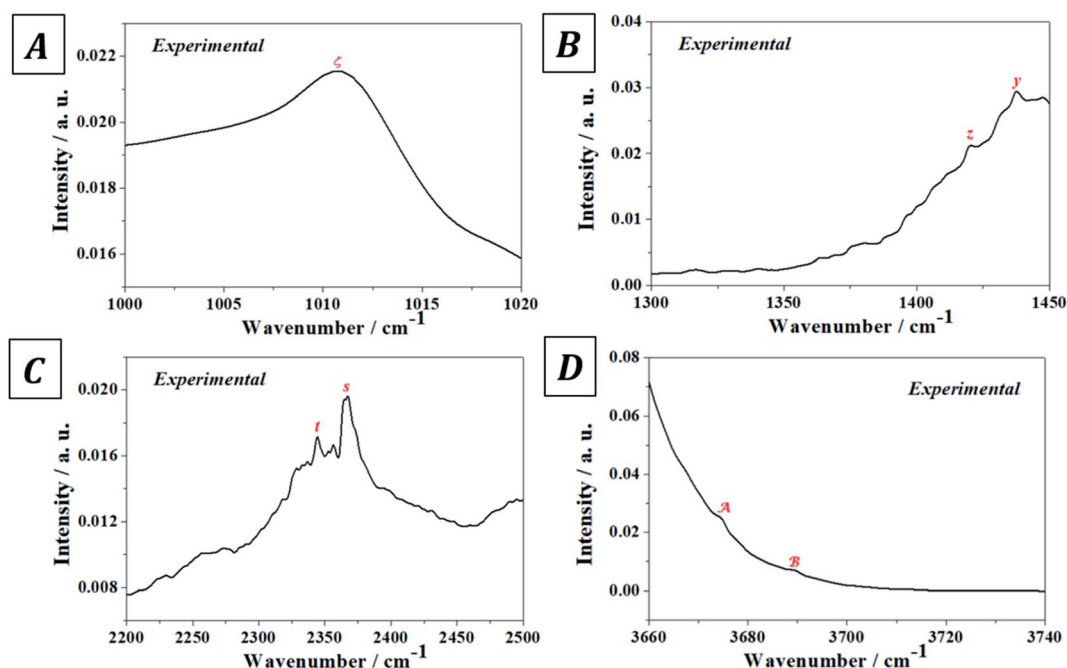 A
Experimental
ζ
Intensity / a. u.
0.022
0.020
0.018
0.016
1000
1005
1010
1015
1020
Wavenumber / cm-1
B
Experimental
y
z
Intensity / a. u.
0.04
0.03
0.02
0.01
0.00
1300
1350
1400
1450
Wavenumber / cm-1
C
Experimental
s
t
Intensity / a. u.
0.020
0.016
0.012
0.008
2200
2250
2300
2350
2400
2450
2500
Wavenumber / cm-1
D
Experimental
A
B
Intensity / a. u.
0.08
0.06
0.04
0.02
0.00
3660
3680
3700
3720
3740
Wavenumber / cm-1